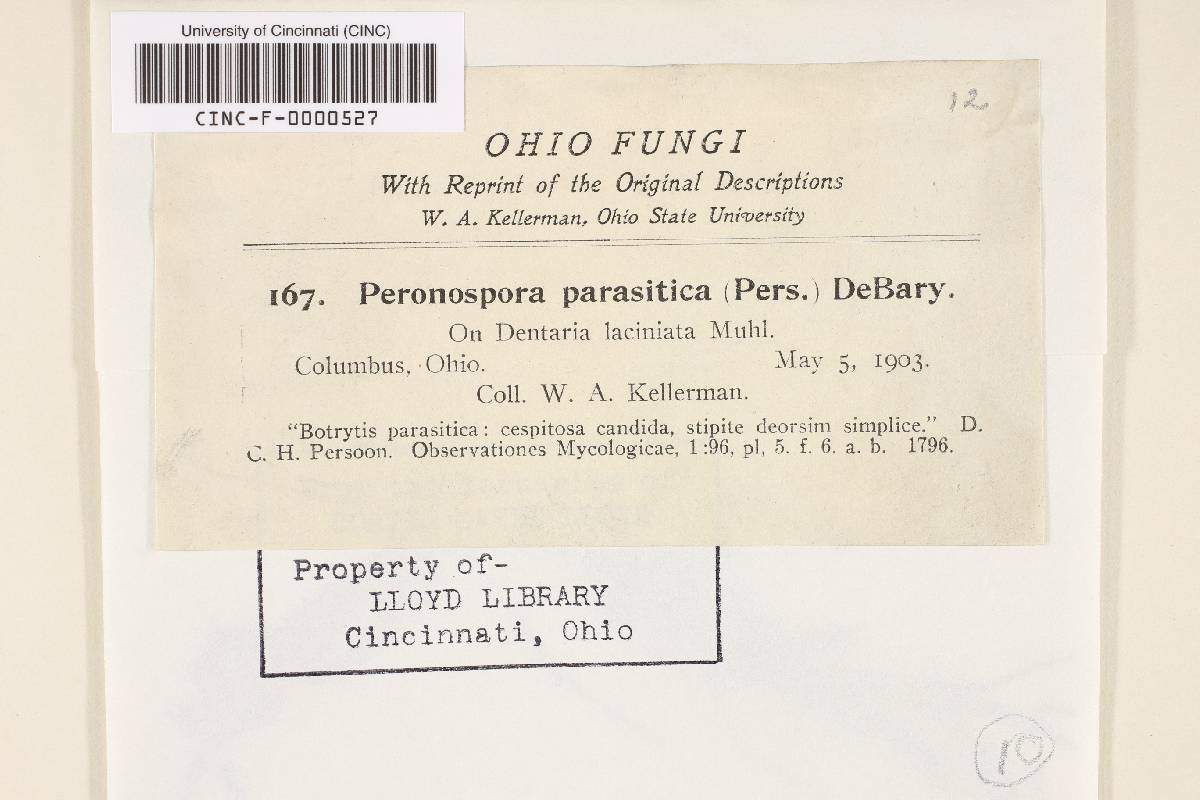 University of Cincinnati (CINC)
CINC-F-0000527
12
OHIO FUNGI
With Reprint of the Original Descriptions
W. A. Kellerman, Ohio State University
167. Peronospora parasitica (Pers.) DeBary.
On Dentaria laciniata Muhl.
Columbus, Ohio. May 5, 1903.
Coll. W. A. Kellerman.
"Botrytis parasitica: cespitosa candida, stipite deorsim simplice." D.
C. H. Persoon. Observationes Mycologicae, 1:96, pl, 5. f. 6. a. b. 1796.
Property of-
LLOYD LIBRARY
Cincinnati, Ohio
10